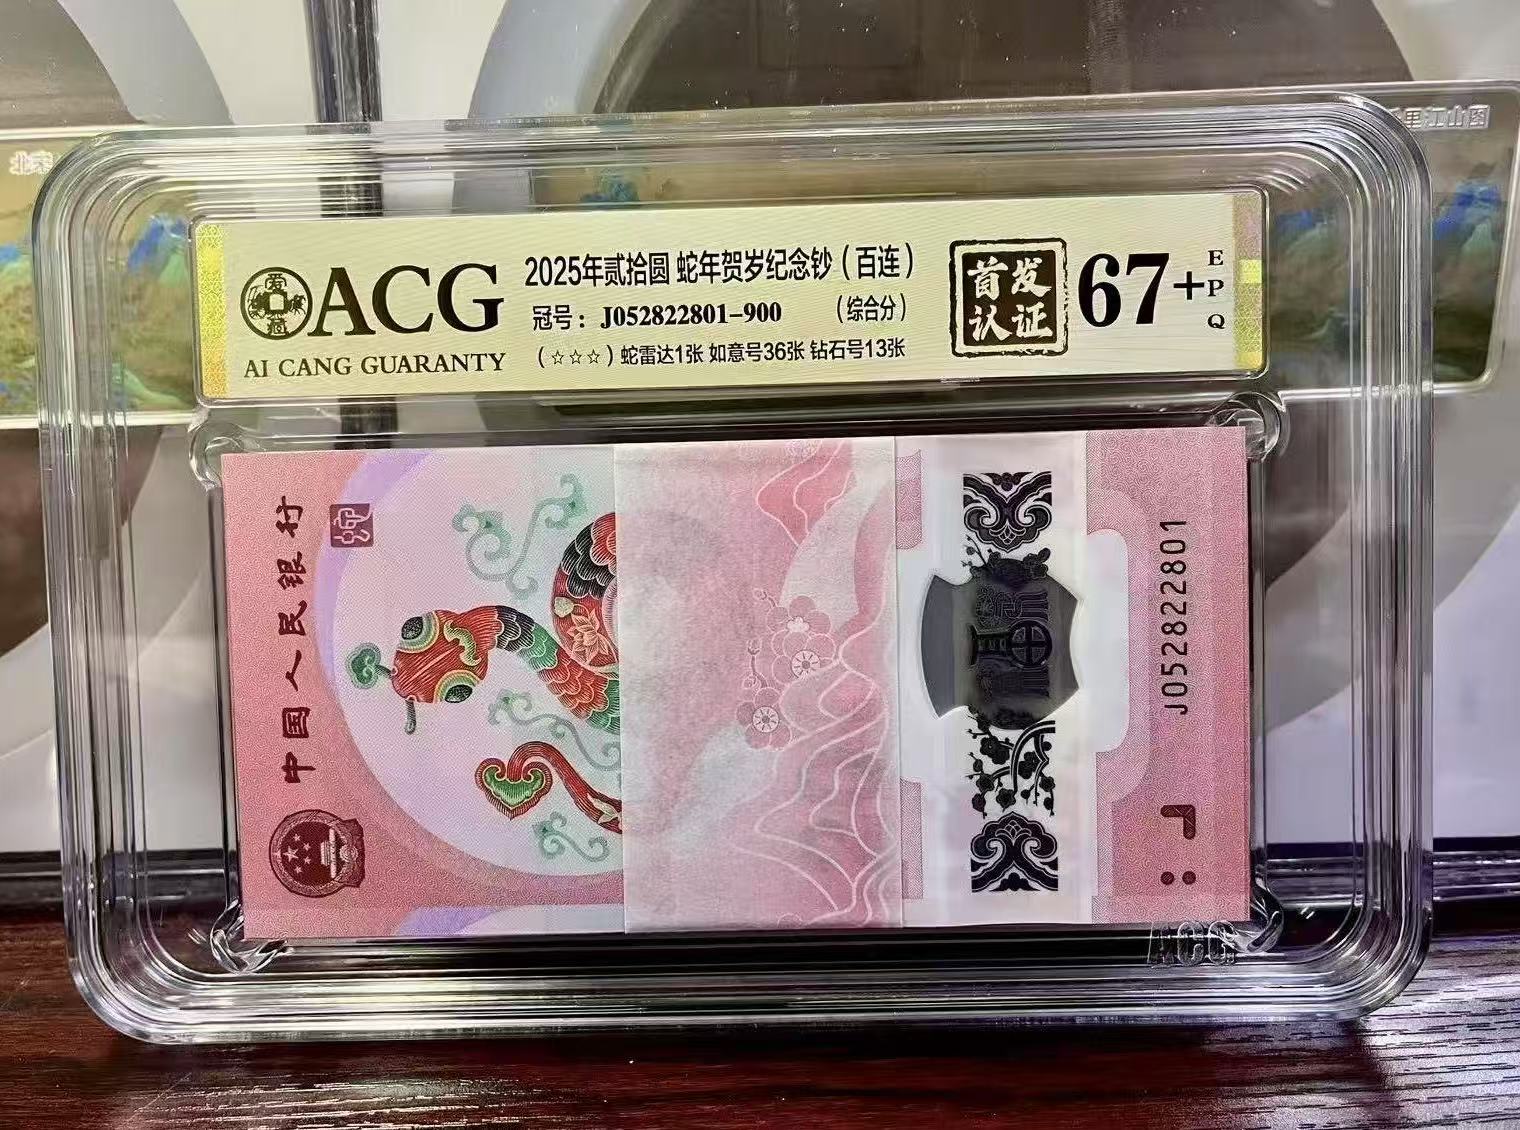 ACG
AI CANG GUARANTY
2025年贰拾圆 蛇年贺岁纪念钞（百连）
冠号：J052822801-900 （综合分）
（☆☆☆）蛇雷达1张 如意号36张 钻石号13张
首发
认证
67+
EPQ
中国人民银行
J052822801
ACG